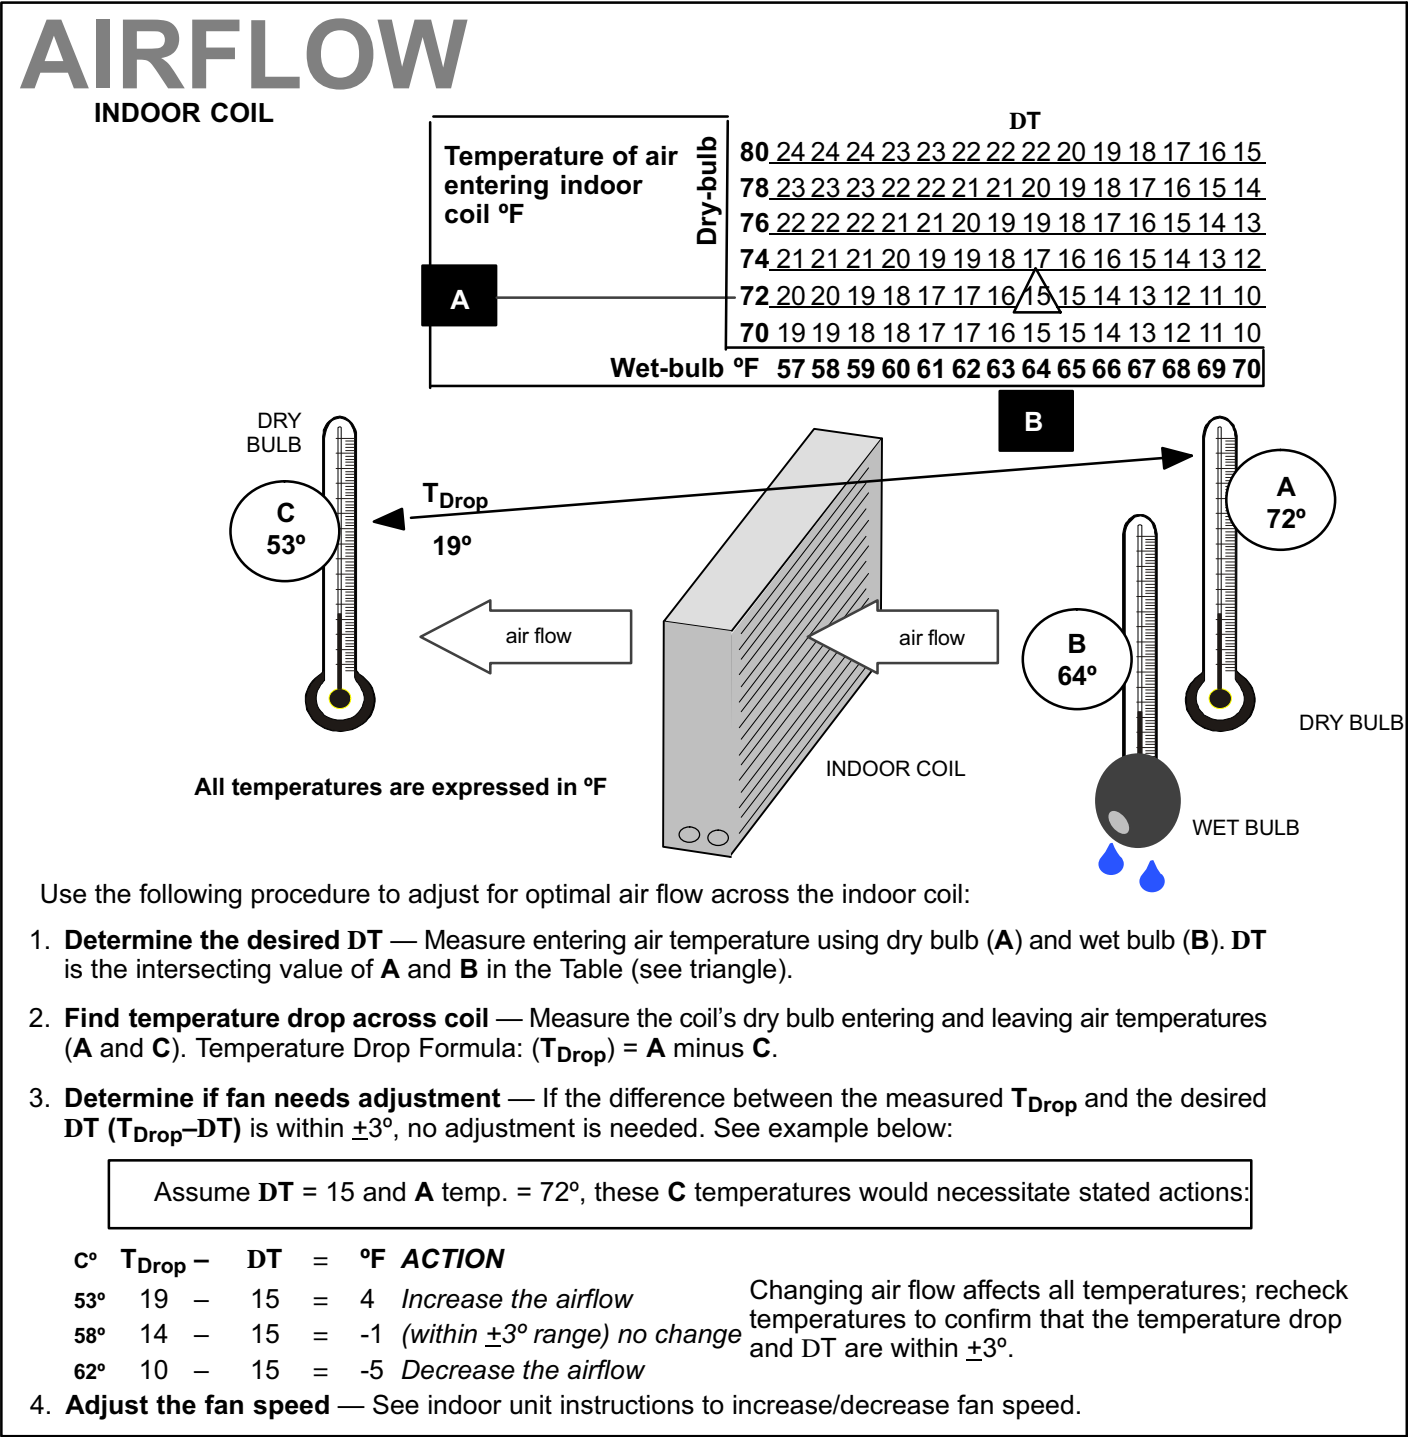 AIRFLOW
INDOOR COIL
DT
Temperature of air
entering indoor
coil ºF
Dry-bulb
80 24 24 24 23 23 22 22 22 20 19 18 17 16 15
78 23 23 23 22 22 21 21 20 19 18 17 16 15 14
76 22 22 22 21 21 20 19 19 18 17 16 15 14 13
74 21 21 21 20 19 19 18 17 16 16 15 14 13 12
A
72 20 20 19 18 17 17 16 15 15 14 13 12 11 10
70 19 19 18 18 17 17 16 15 15 14 13 12 11 10
Wet-bulb ºF 57 58 59 60 61 62 63 64 65 66 67 68 69 70
B
DRY
BULB
C
53º
TDrop
19º
A
72º
air flow
air flow
B
64º
DRY BULB
INDOOR COIL
All temperatures are expressed in ºF
WET BULB
Use the following procedure to adjust for optimal air flow across the indoor coil:
1. Determine the desired DT — Measure entering air temperature using dry bulb (A) and wet bulb (B). DT
is the intersecting value of A and B in the Table (see triangle).
2. Find temperature drop across coil — Measure the coil’s dry bulb entering and leaving air temperatures
(A and C). Temperature Drop Formula: (TDrop) = A minus C.
3. Determine if fan needs adjustment — If the difference between the measured TDrop and the desired
DT (TDrop–DT) is within ±3º, no adjustment is needed. See example below:
Assume DT = 15 and A temp. = 72º, these C temperatures would necessitate stated actions:
Cº TDrop – DT = ºF ACTION
53º 19 – 15 = 4 Increase the airflow
58º 14 – 15 = -1 (within ±3º range) no change
62º 10 – 15 = -5 Decrease the airflow
Changing air flow affects all temperatures; recheck
temperatures to confirm that the temperature drop
and DT are within ±3º.
4. Adjust the fan speed — See indoor unit instructions to increase/decrease fan speed.